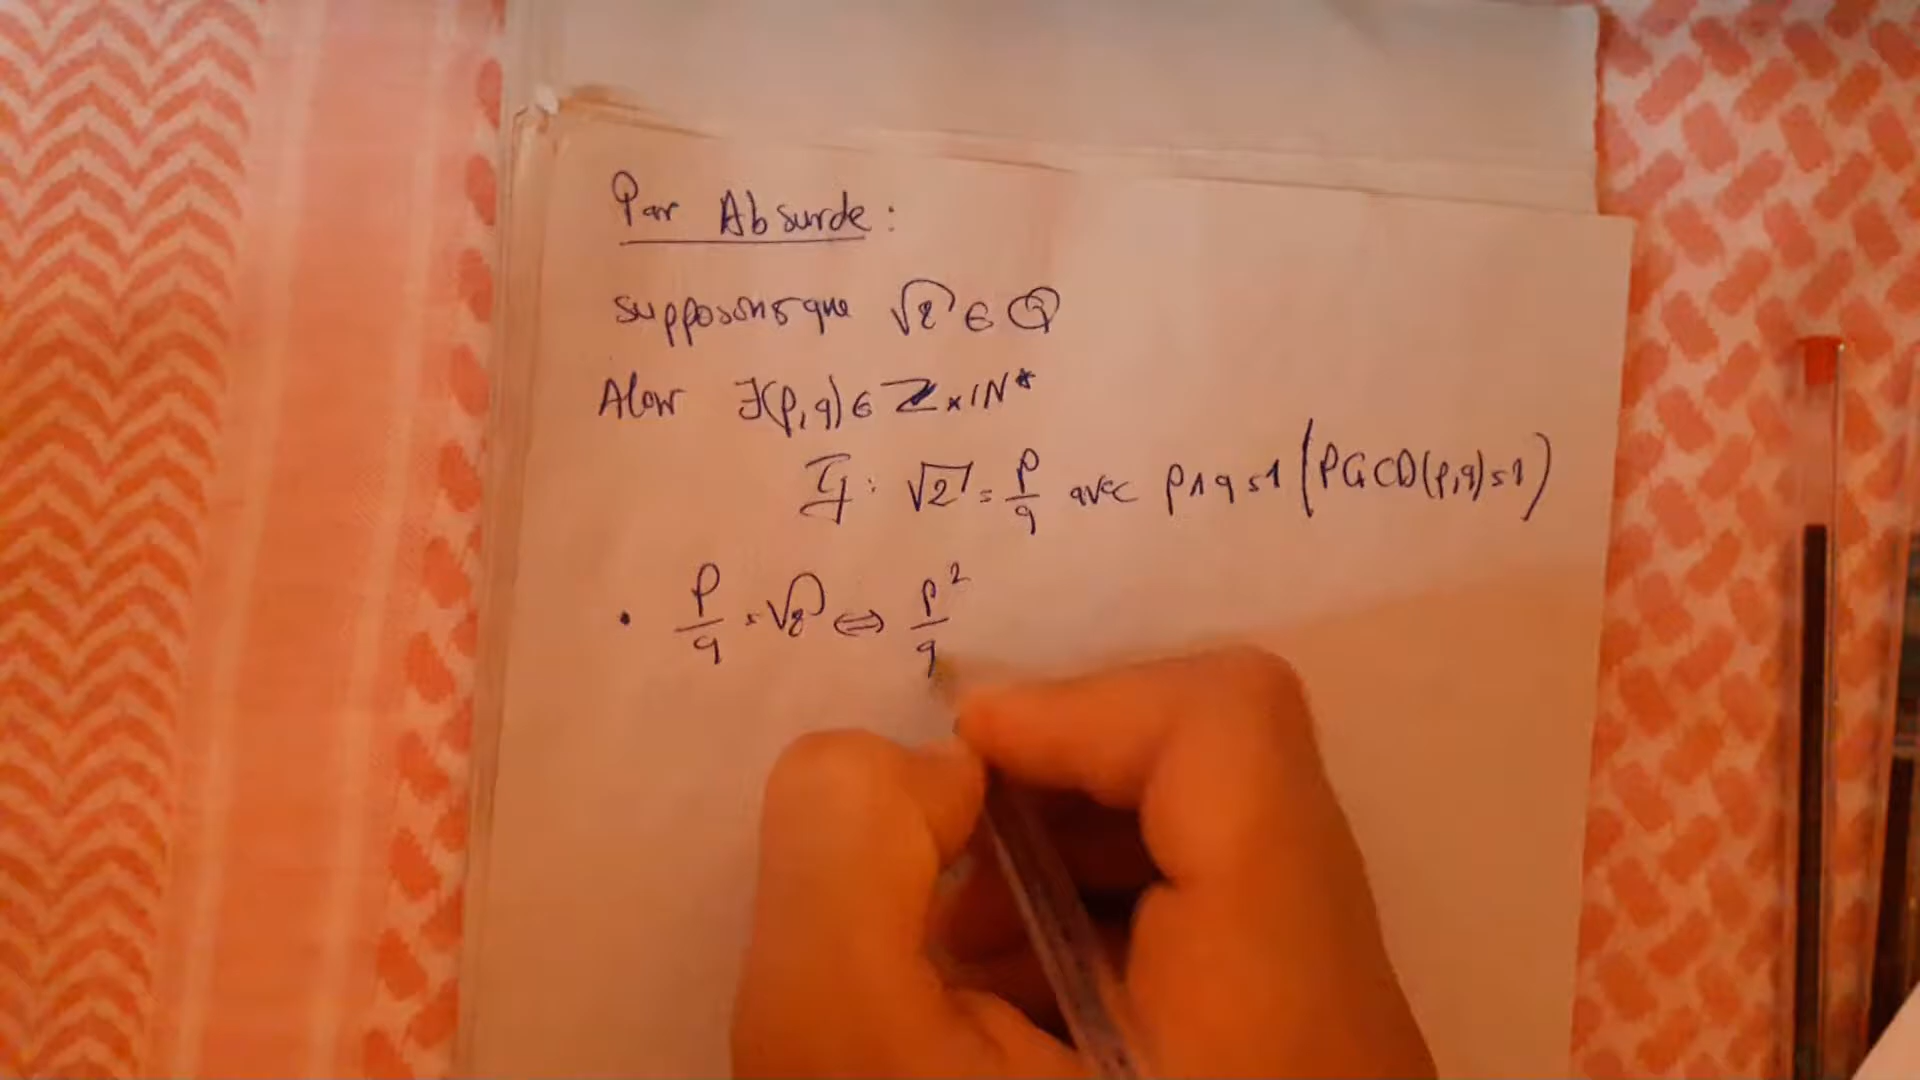 Par Absurde :
supposons que √2 ∈ ℚ
Alors ∃(p,q) ∈ ℤ×ℕ*
Tq : √2 = p/q avec p∧q=1 (PGCD(p,q)=1)
• p/q = √2 ⇔ p²/q